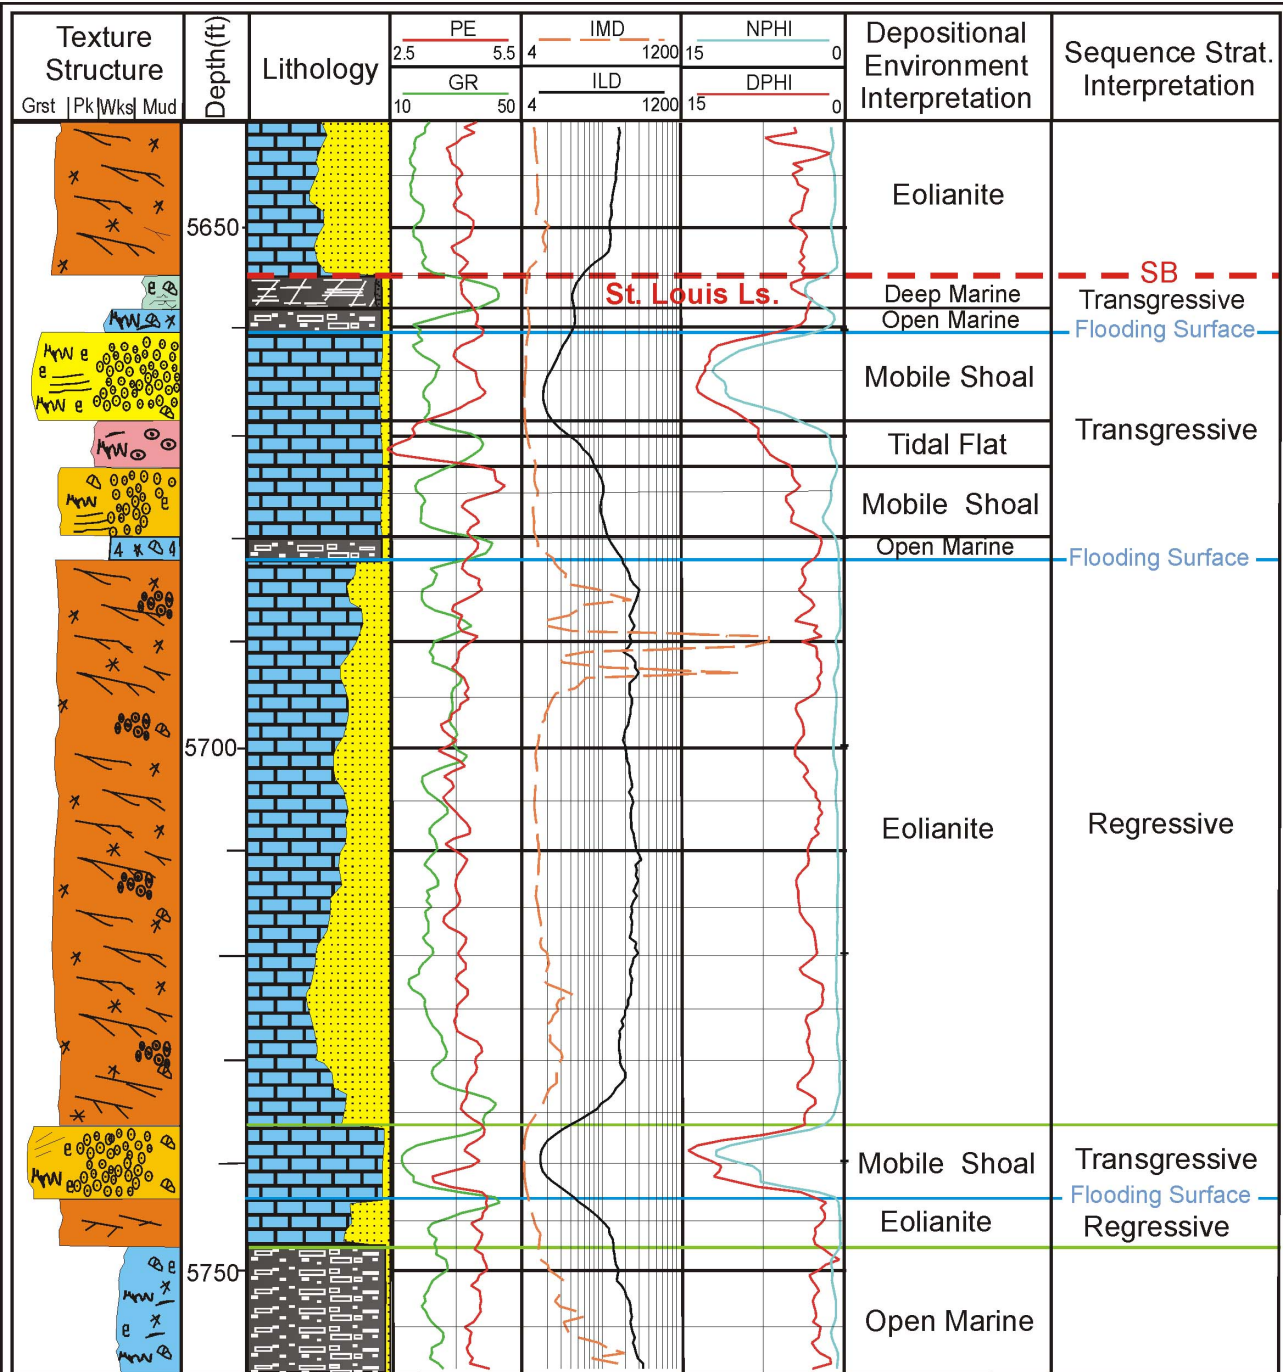 Texture
Structure
Grst Pk Wks Mud
Depth(ft)
Lithology
PE
2.5 5.5
GR
10 50
IMD
4 1200
ILD
4 1200
NPHI
15 0
DPHI
15 0
Depositional
Environment
Interpretation
Sequence Strat.
Interpretation
Eolianite
5650
SB
St. Louis Ls.
Deep Marine
Transgressive
Open Marine
Flooding Surface
Mobile Shoal
Transgressive
Tidal Flat
Mobile Shoal
Open Marine
Flooding Surface
5700
Eolianite
Regressive
Mobile Shoal
Transgressive
Flooding Surface
Eolianite
Regressive
5750
Open Marine